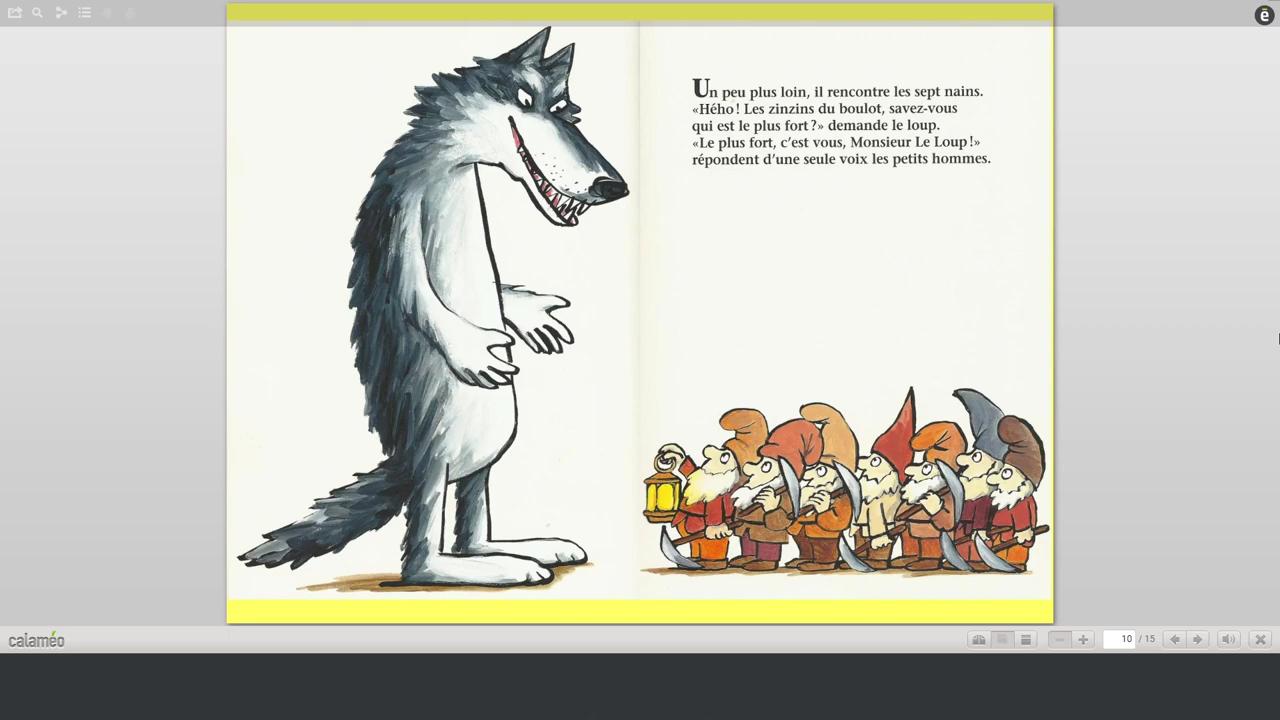 Un peu plus loin, il rencontre les sept nains.
«Hého! Les zinzins du boulot, savez-vous
qui est le plus fort?» demande le loup.
«Le plus fort, c’est vous, Monsieur Le Loup!»
répondent d’une seule voix les petits hommes.
calaméo
10 / 15
ē